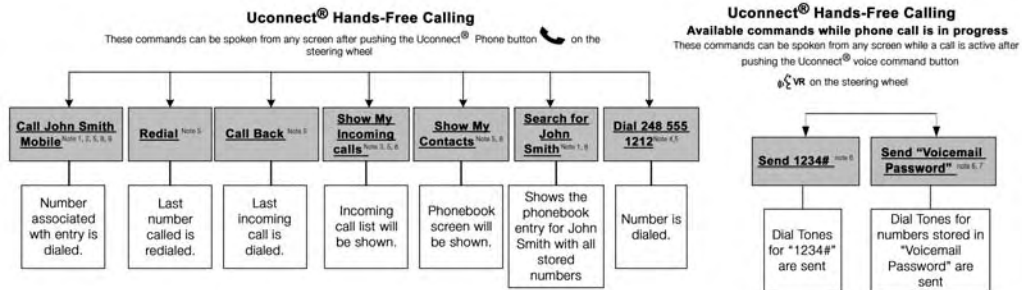 Uconnect® Hands-Free Calling
These commands can be spoken from any screen after pushing the Uconnect® Phone button on the
steering wheel
Call John Smith
Mobile Note 1, 2, 5, 8, 9
Redial Note 5
Call Back Note 5
Show My
Incoming
calls Note 3, 5, 8
Show My
Contacts Note 5, 8
Search for
John
Smith Note 1, 8
Dial 248 555
1212 Note 4,5
Number
associated
wth entry is
dialed.
Last
number
called is
redialed.
Last
incoming
call is
dialed.
Incoming
call list will
be shown.
Phonebook
screen will
be shown.
Shows the
phonebook
entry for John
Smith with all
stored
numbers
Number is
dialed.
Uconnect® Hands-Free Calling
Available commands while phone call is in progress
These commands can be spoken from any screen while a call is active after
pushing the Uconnect® voice command button
VR on the steering wheel
Send 1234# note 6
Send "Voicemail
Password" note 6, 7
Dial Tones
for "1234#"
are sent
Dial Tones for
numbers stored in
"Voicemail
Password" are
sent